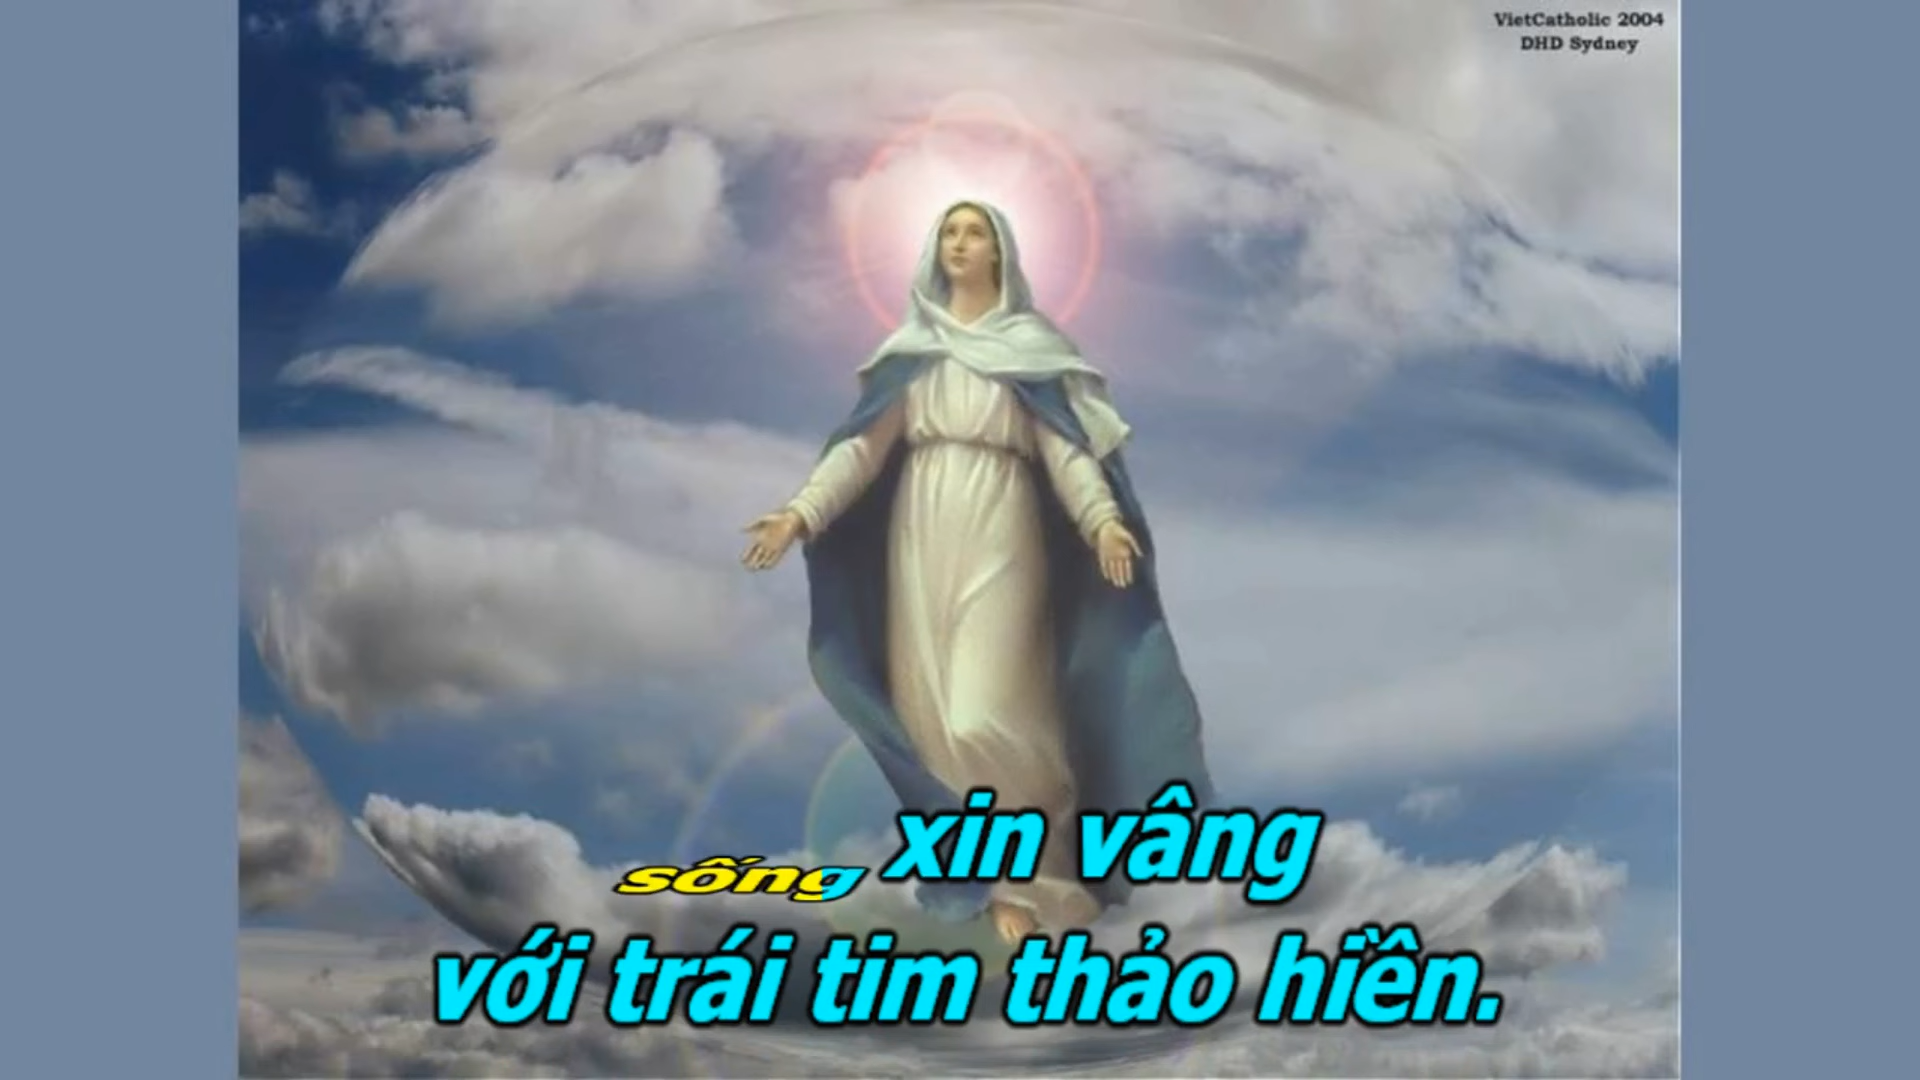 VietCatholic 2004
DHD Sydney
sống xin vâng
với trái tim thảo hiền.